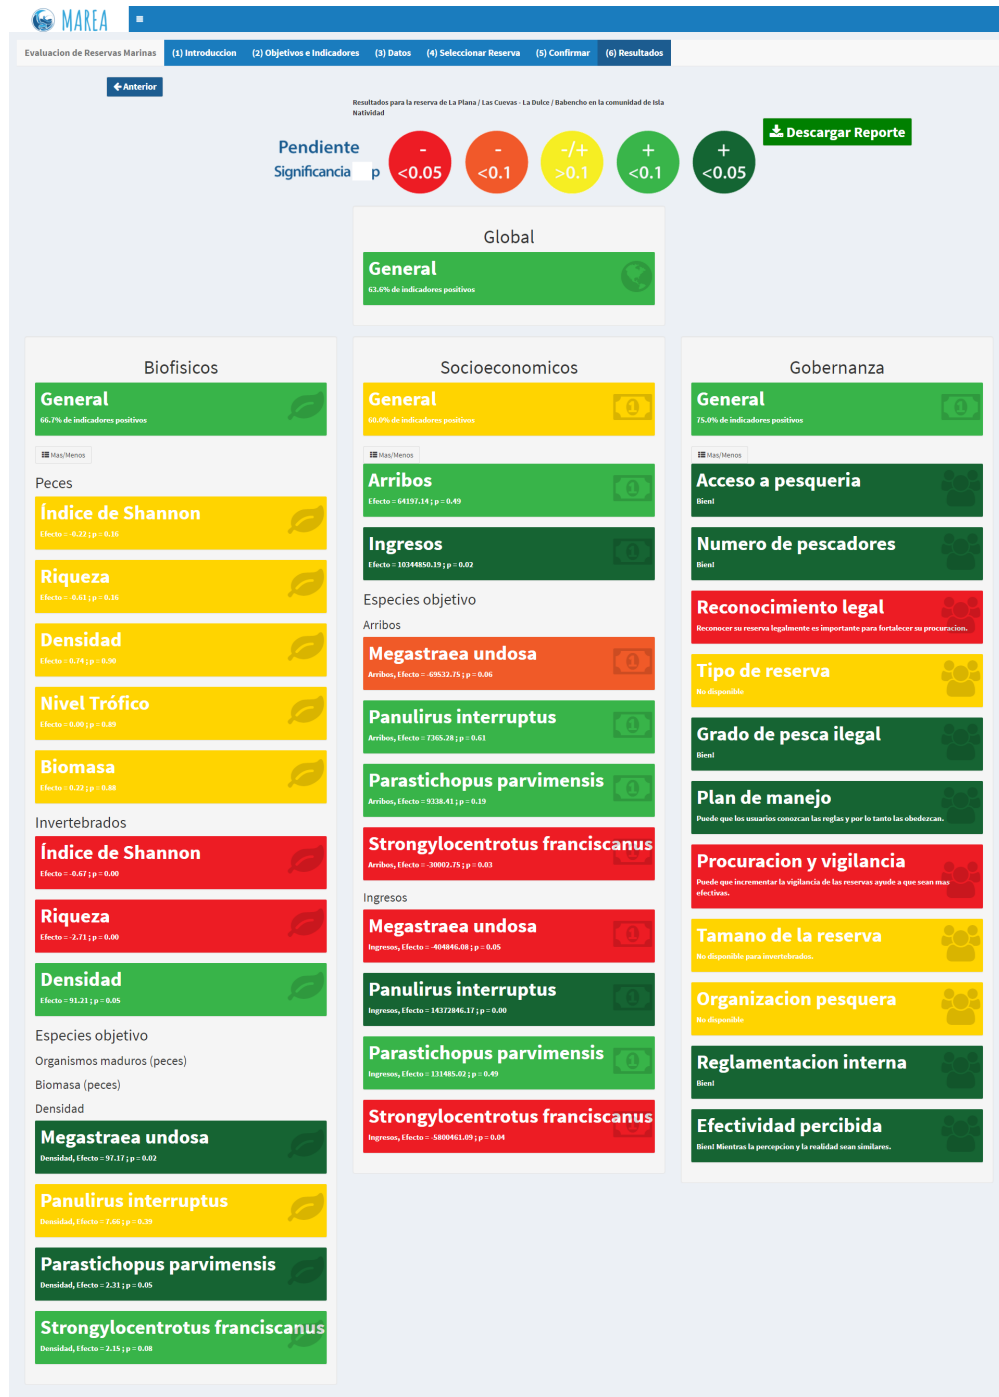 MAREA
Evaluacion de Reservas Marinas
(1) Introduccion
(2) Objetivos e Indicadores
(3) Datos
(4) Seleccionar Reserva
(5) Confirmar
(6) Resultados
Anterior
Resultados para la reserva de La Plana / Las Cuevas - La Dulce / Babencho en la comunidad de Isla
Natividad
Descargar Reporte
Pendiente - - -/+ + +
Significancia p <0.05 <0.1 >0.1 <0.1 <0.05
Global
General
63.6% de indicadores positivos
Biofisicos
General
66.7% de indicadores positivos
Mas/Menos
Peces
Índice de Shannon
Efecto = -0.22 ; p = 0.16
Riqueza
Efecto = -0.61 ; p = 0.16
Densidad
Efecto = 0.74 ; p = 0.90
Nivel Trófico
Efecto = 0.00 ; p = 0.89
Biomasa
Efecto = 0.22 ; p = 0.88
Invertebrados
Índice de Shannon
Efecto = -0.67 ; p = 0.00
Riqueza
Efecto = -2.71 ; p = 0.00
Densidad
Efecto = 91.21 ; p = 0.05
Especies objetivo
Organismos maduros (peces)
Biomasa (peces)
Densidad
Megastraea undosa
Densidad, Efecto = 97.17 ; p = 0.02
Panulirus interruptus
Densidad, Efecto = 7.66 ; p = 0.39
Parastichopus parvimensis
Densidad, Efecto = 2.31 ; p = 0.05
Strongylocentrotus franciscanus
Densidad, Efecto = 2.15 ; p = 0.08
Socioeconomicos
General
60.0% de indicadores positivos
Mas/Menos
Arribos
Efecto = 64197.14 ; p = 0.49
Ingresos
Efecto = 10344850.19 ; p = 0.02
Especies objetivo
Arribos
Megastraea undosa
Arribos, Efecto = -69532.75 ; p = 0.06
Panulirus interruptus
Arribos, Efecto = 7365.28 ; p = 0.61
Parastichopus parvimensis
Arribos, Efecto = 9338.41 ; p = 0.19
Strongylocentrotus franciscanus
Arribos, Efecto = -30002.75 ; p = 0.03
Ingresos
Megastraea undosa
Ingresos, Efecto = -404846.08 ; p = 0.05
Panulirus interruptus
Ingresos, Efecto = 14372846.17 ; p = 0.00
Parastichopus parvimensis
Ingresos, Efecto = 131485.02 ; p = 0.49
Strongylocentrotus franciscanus
Ingresos, Efecto = -5800461.09 ; p = 0.04
Gobernanza
General
75.0% de indicadores positivos
Mas/Menos
Acceso a pesqueria
Bien!
Numero de pescadores
Bien!
Reconocimiento legal
Reconocer su reserva legalmente es importante para fortalecer su procuracion.
Tipo de reserva
No disponible
Grado de pesca ilegal
Bien!
Plan de manejo
Puede que los usuarios conozcan las reglas y por lo tanto las obedezcan.
Procuracion y vigilancia
Puede que incrementar la vigilancia de las reservas ayude a que sean mas
efectivas.
Tamano de la reserva
No disponible para invertebrados.
Organizacion pesquera
No disponible
Reglamentacion interna
Bien!
Efectividad percibida
Bien! Mientras la percepcion y la realidad sean similares.